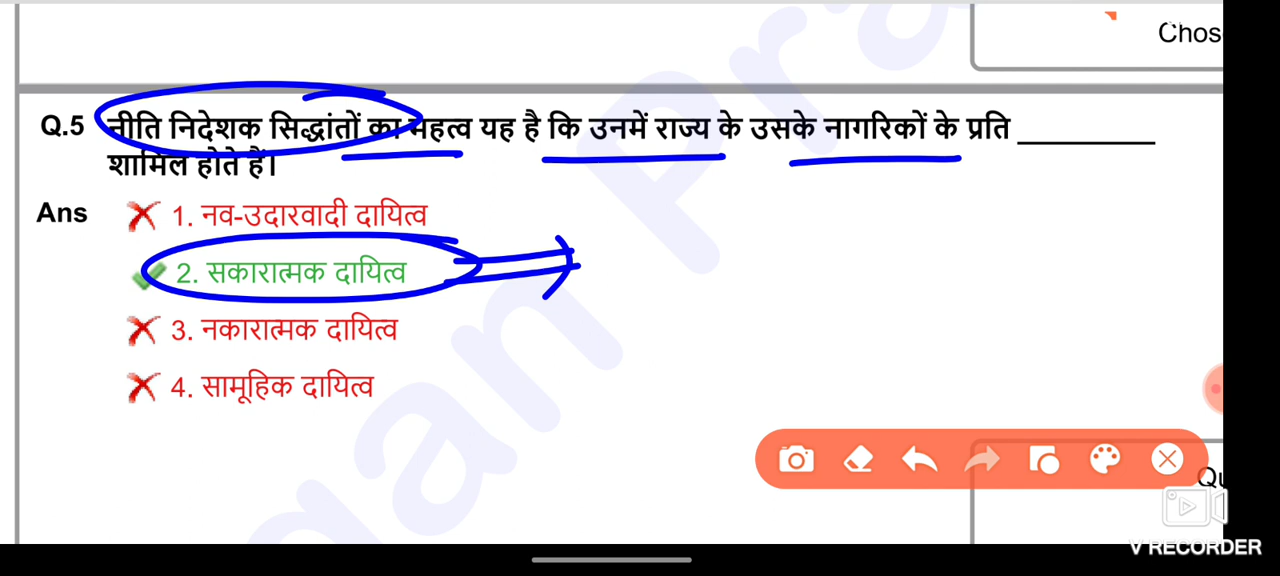 Chos
Q.5 नीति निदेशक सिद्धांतों का महत्व यह है कि उनमें राज्य के उसके नागरिकों के प्रति __________
शामिल होते हैं।
Ans 1. नव-उदारवादी दायित्व
2. सकारात्मक दायित्व
3. नकारात्मक दायित्व
4. सामूहिक दायित्व
Qu
V RECORDER